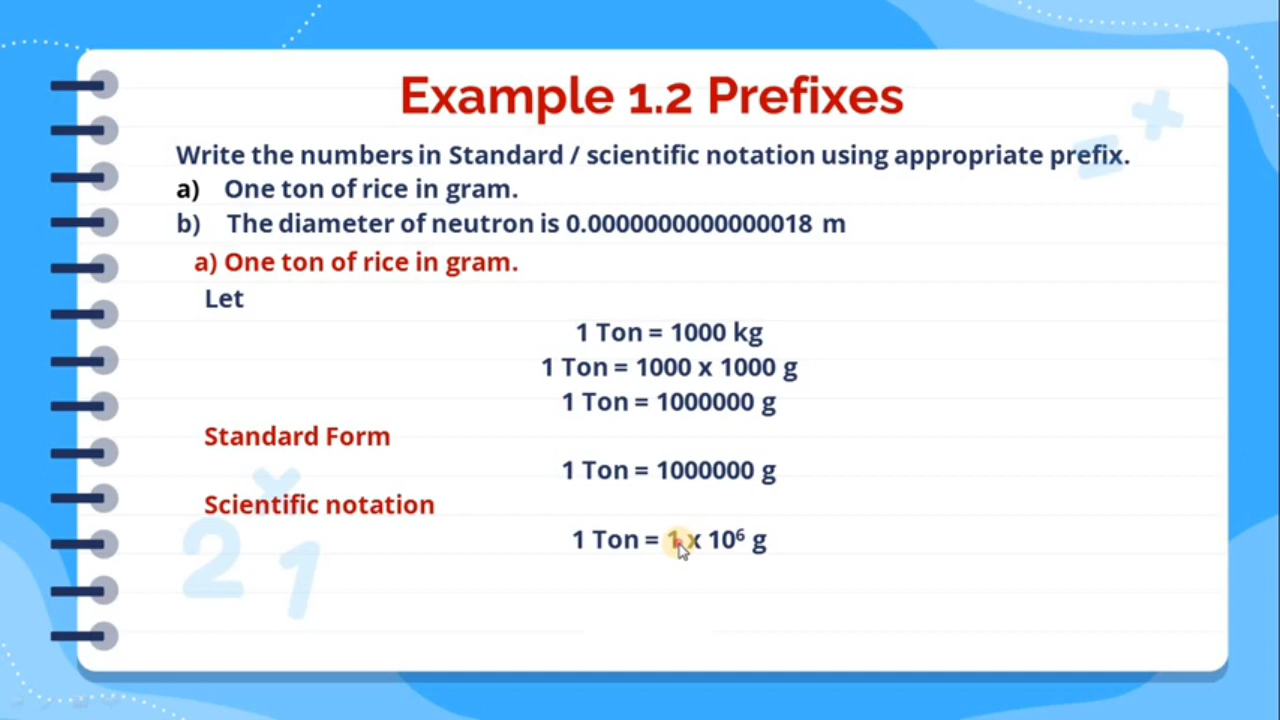 Example 1.2 Prefixes
Write the numbers in Standard / scientific notation using appropriate prefix.
a) One ton of rice in gram.
b) The diameter of neutron is 0.0000000000000018 m
a) One ton of rice in gram.
Let
1 Ton = 1000 kg
1 Ton = 1000 x 1000 g
1 Ton = 1000000 g
Standard Form
1 Ton = 1000000 g
Scientific notation
1 Ton = 1 x 10⁶ g